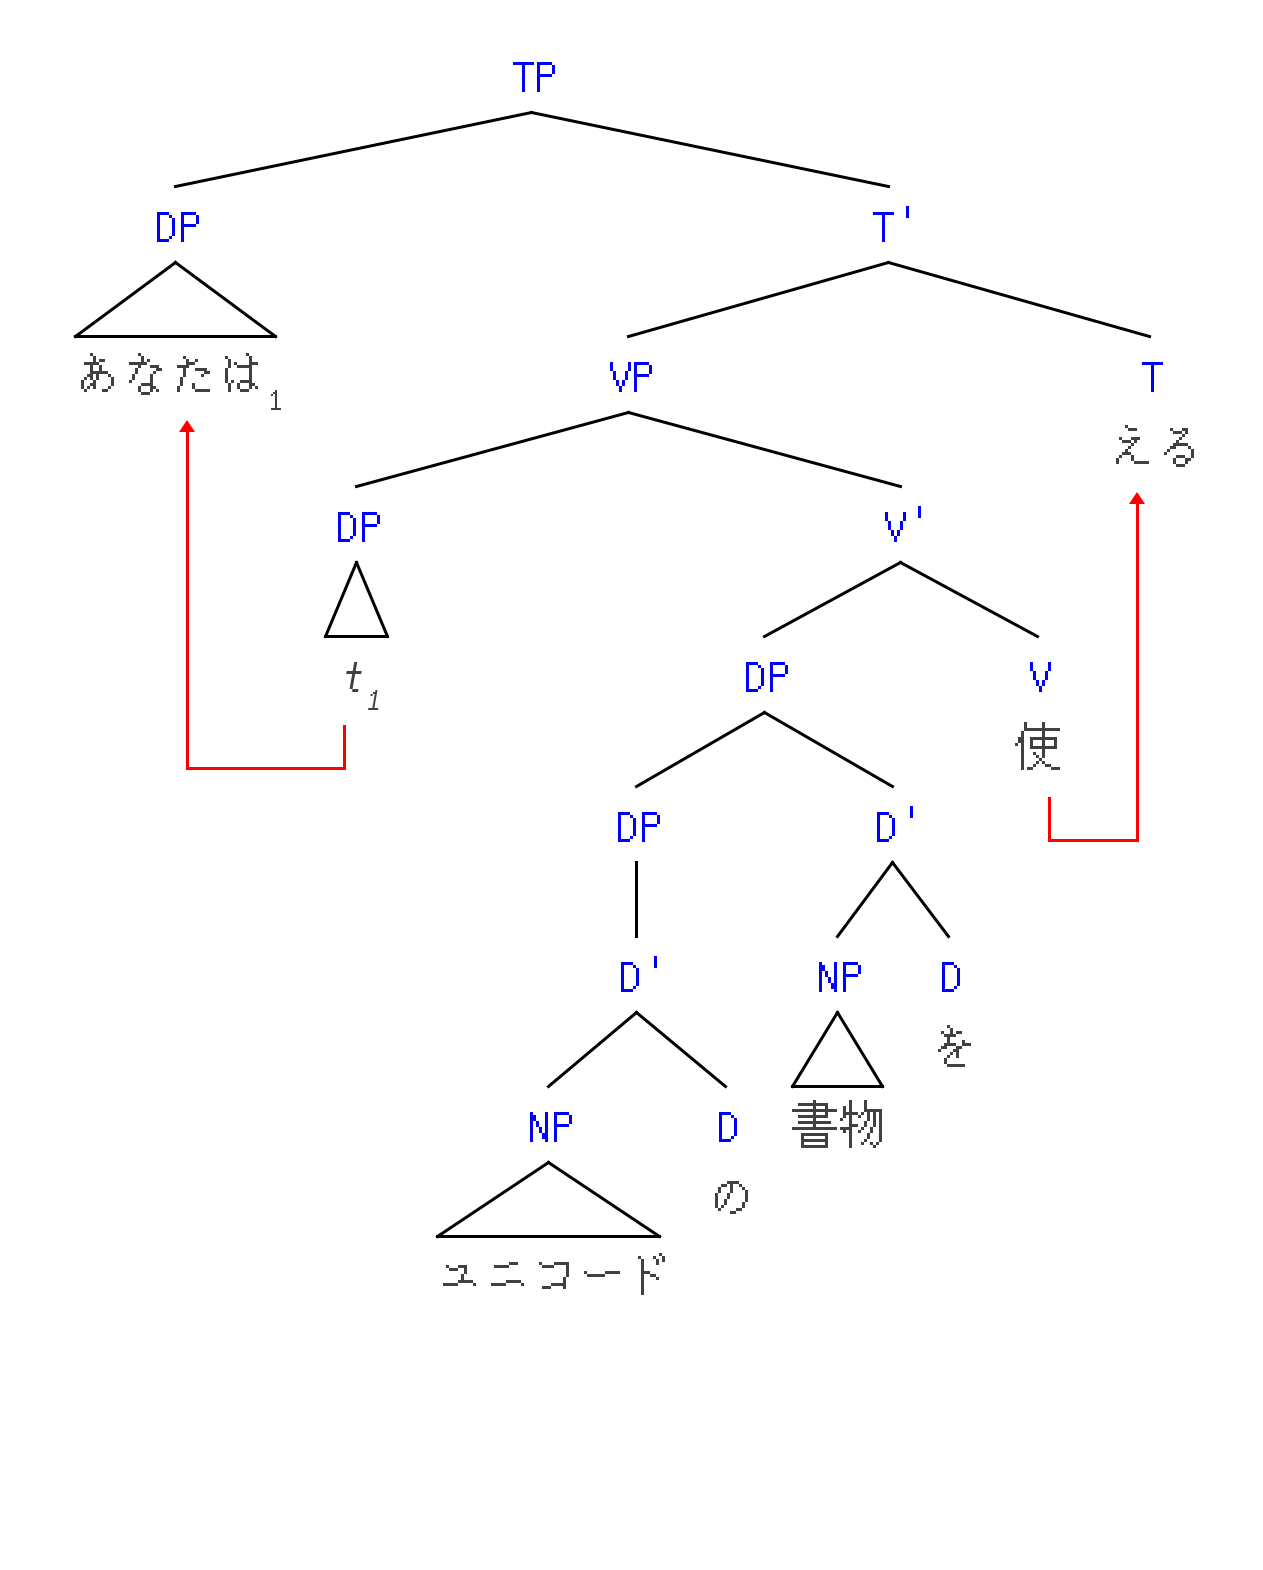 TP
DP T'
あなたは1 VP T
える
DP V'
t1 DP V
使
DP D'
D' NP D
を
NP D 書物
の
ユニコード